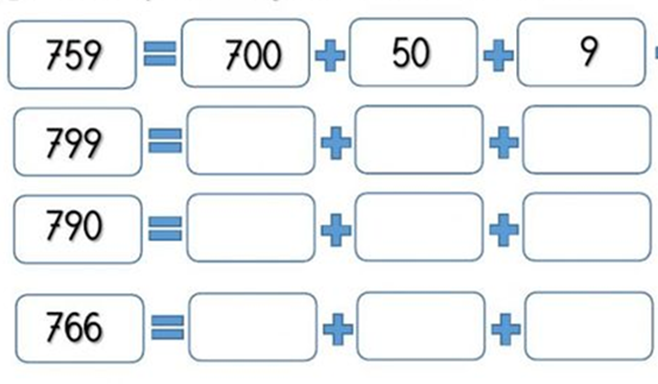 759 = 700 + 50 + 9
799 = + +
790 = + +
766 = + +